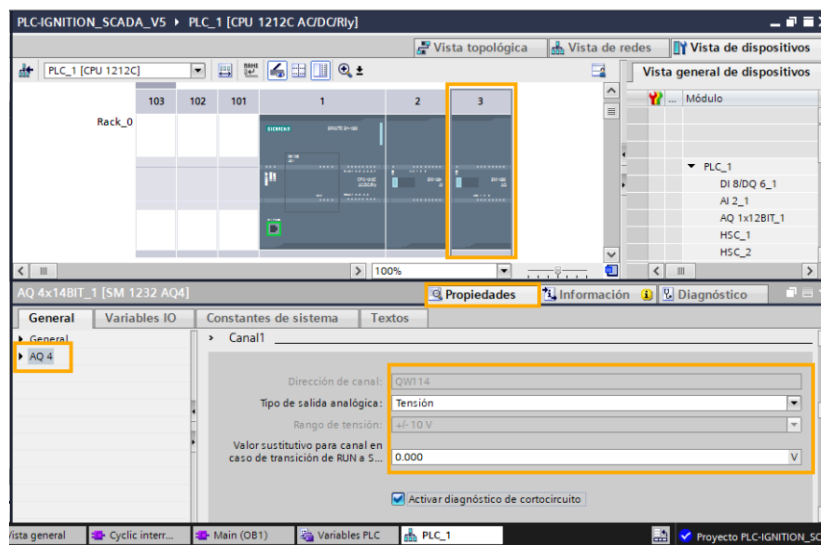 PLC-IGNITION_SCADA_V5 ▸ PLC_1 [CPU 1212C AC/DC/Rly]
Vista topológica Vista de redes Vista de dispositivos
PLC_1 [CPU 1212C] Vista general de dispositivos
103 102 101 1 2 3
... Módulo
Rack_0
SIEMENS
PLC_1
DI 8/DQ 6_1
AI 2_1
AQ 1x12BIT_1
HSC_1
HSC_2
100%
AQ 4x14BIT_1 [SM 1232 AQ4]
Propiedades Información Diagnóstico
General Variables IO Constantes de sistema Textos
General
AQ 4
Canal1
Dirección de canal: QW114
Tipo de salida analógica: Tensión
Rango de tensión: +/- 10 V
Valor sustitutivo para canal en
caso de transición de RUN a S... 0.000 V
Activar diagnóstico de cortocircuito
ista general Cyclic interr... Main (OB1) Variables PLC PLC_1 Proyecto PLC-IGNITION_SC